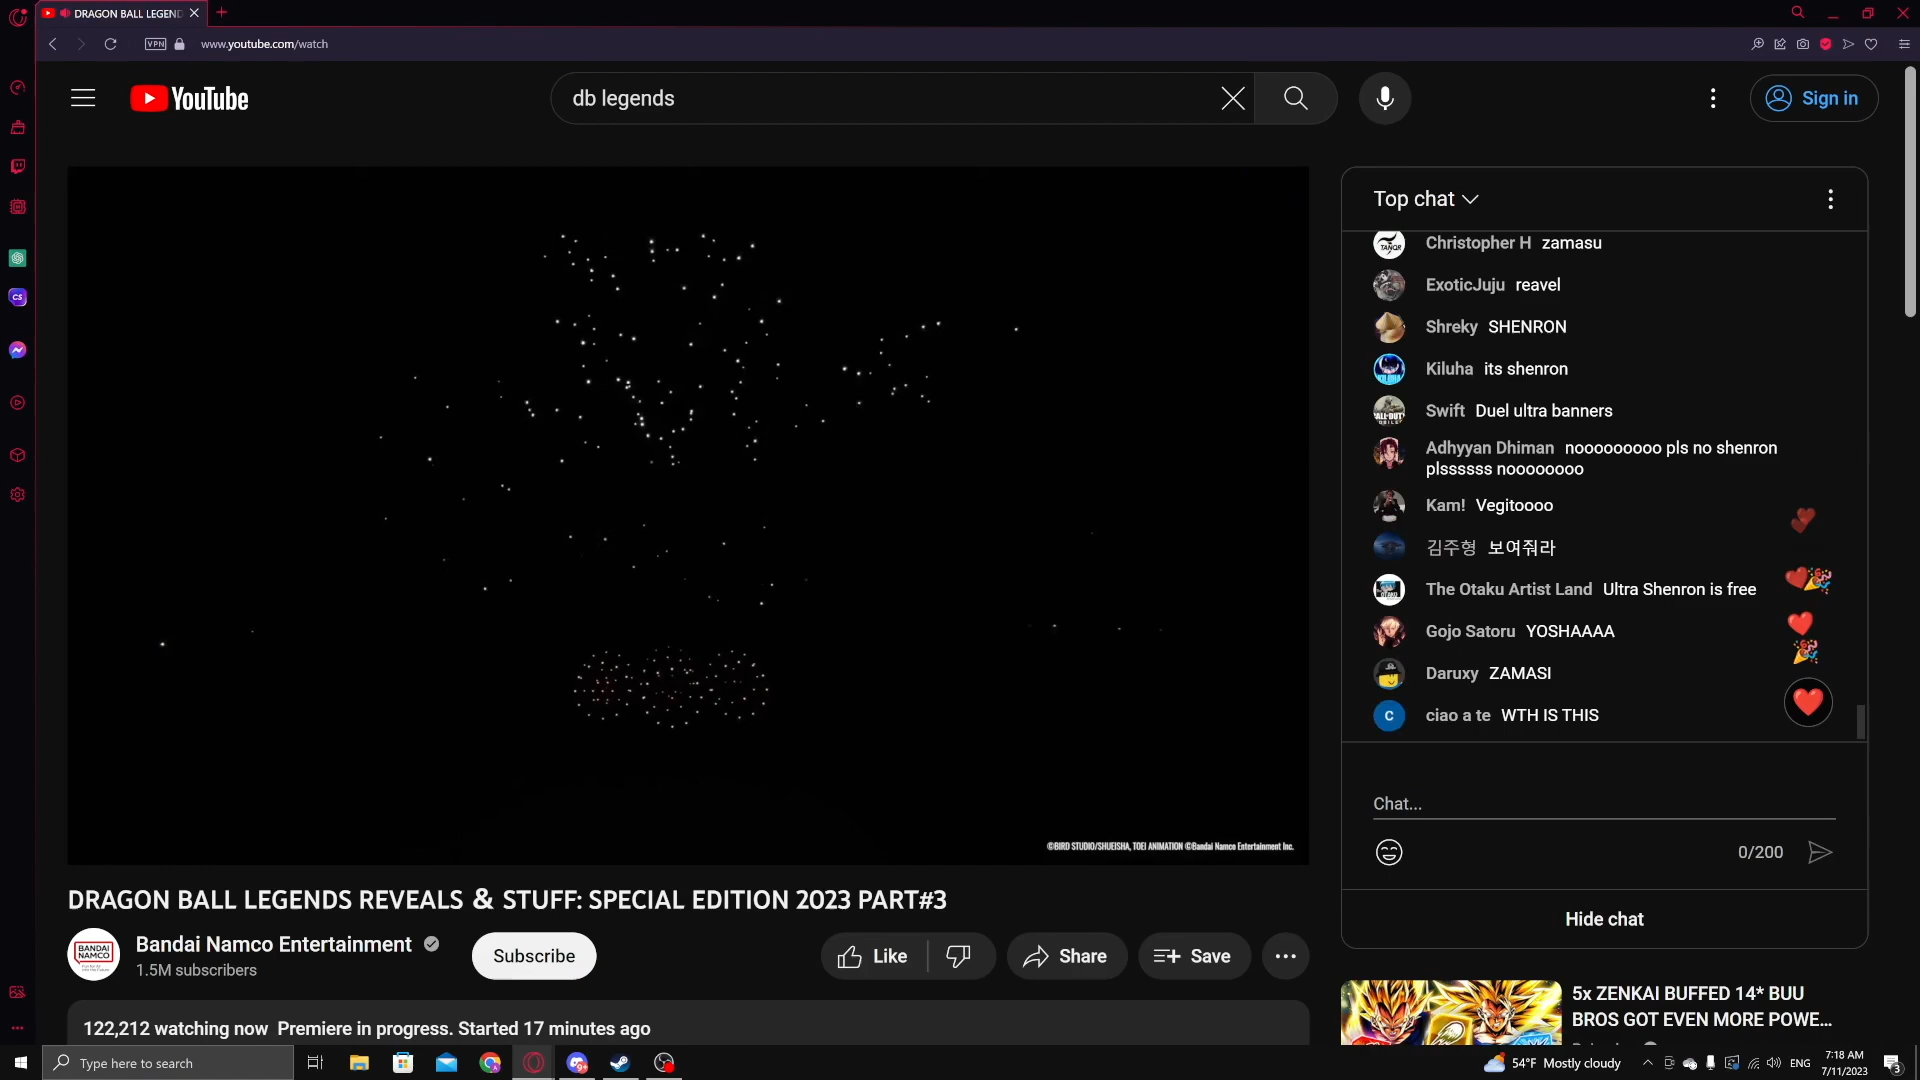 DRAGON BALL LEGEND
VPN
www.youtube.com/watch
YouTube
db legends
Sign in
Top chat
Christopher H zamasu
ExoticJuju reavel
Shreky SHENRON
Kiluha its shenron
Swift Duel ultra banners
Adhyyan Dhiman nooooooooo pls no shenron
plssssss noooooooo
Kam! Vegitoooo
김주형 보여줘라
The Otaku Artist Land Ultra Shenron is free
Gojo Satoru YOSHAAAA
Daruxy ZAMASI
C
ciao a te WTH IS THIS
Chat...
0/200
Hide chat
©BIRD STUDIO/SHUEISHA, TOEI ANIMATION ©Bandai Namco Entertainment Inc.
DRAGON BALL LEGENDS REVEALS & STUFF: SPECIAL EDITION 2023 PART#3
BANDAI
NAMCO
Bandai Namco Entertainment
1.5M subscribers
Subscribe
Like
Share
Save
122,212 watching now Premiere in progress. Started 17 minutes ago
5x ZENKAI BUFFED 14* BUU
BROS GOT EVEN MORE POWE...
Type here to search
54°F Mostly cloudy
ENG
7:18 AM
7/11/2023
3